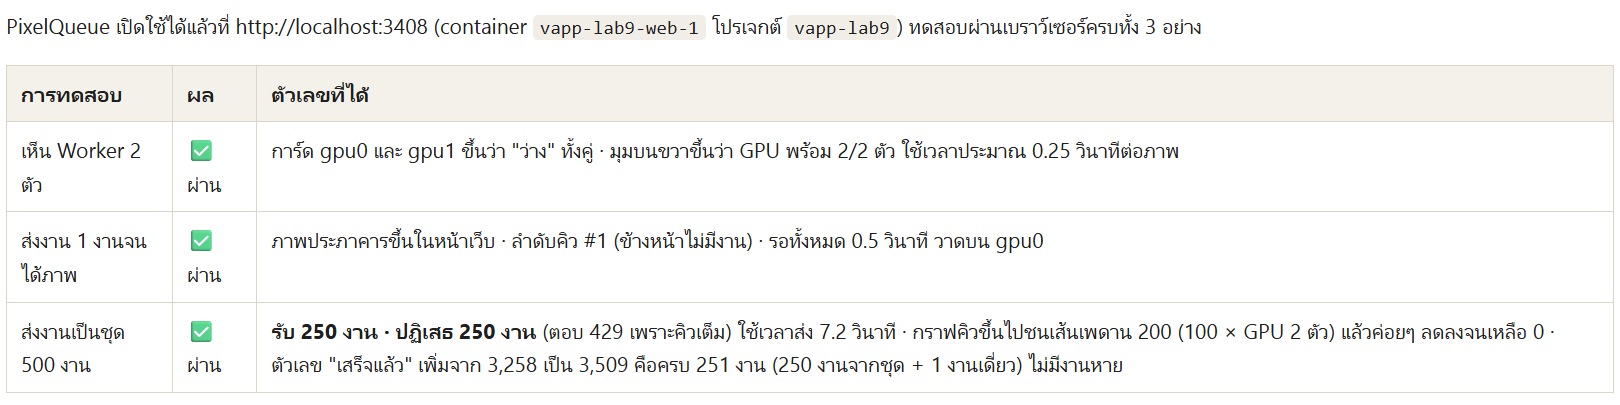 PixelQueue เปิดใช้ได้แล้วที่ http://localhost:3408 (container vapp-lab9-web-1 โปรเจกต์ vapp-lab9) ทดสอบผ่านเบราว์เซอร์ครบทั้ง 3 อย่าง
การทดสอบ ผล ตัวเลขที่ได้
เห็น Worker 2
ตัว
✅
ผ่าน
การ์ด gpu0 และ gpu1 ขึ้นว่า "ว่าง" ทั้งคู่ · มุมบนขวาขึ้นว่า GPU พร้อม 2/2 ตัว ใช้เวลาประมาณ 0.25 วินาทีต่อภาพ
ส่งงาน 1 งานจน
ได้ภาพ
✅
ผ่าน
ภาพประภาคารขึ้นในหน้าเว็บ · ลำดับคิว #1 (ข้างหน้าไม่มีงาน) · รอทั้งหมด 0.5 วินาที วาดบน gpu0
ส่งงานเป็นชุด
500 งาน
✅
ผ่าน
รับ 250 งาน · ปฏิเสธ 250 งาน (ตอบ 429 เพราะคิวเต็ม) ใช้เวลาส่ง 7.2 วินาที · กราฟคิวขึ้นไปชนเส้นเพดาน 200 (100 × GPU 2 ตัว) แล้วค่อยๆ ลดลงจนเหลือ 0 ·
ตัวเลข "เสร็จแล้ว" เพิ่มจาก 3,258 เป็น 3,509 คือครบ 251 งาน (250 งานจากชุด + 1 งานเดี่ยว) ไม่มีงานหาย